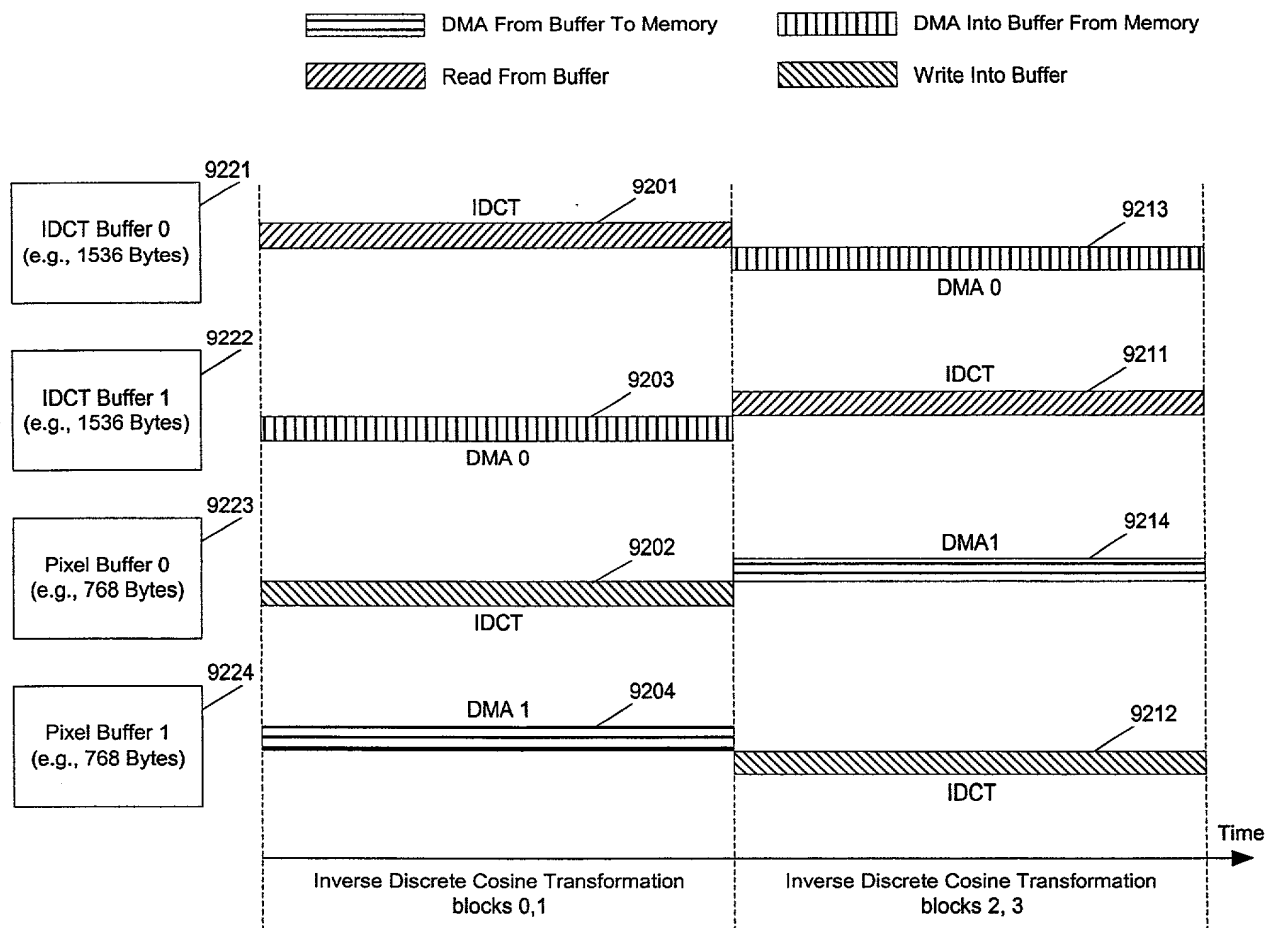 DMA From Buffer To Memory
DMA Into Buffer From Memory
Read From Buffer
Write Into Buffer
9221
IDCT Buffer 0
(e.g., 1536 Bytes)
IDCT
9201
9213
DMA 0
9222
IDCT Buffer 1
(e.g., 1536 Bytes)
9203
DMA 0
IDCT
9211
9223
Pixel Buffer 0
(e.g., 768 Bytes)
9202
IDCT
DMA1
9214
9224
Pixel Buffer 1
(e.g., 768 Bytes)
DMA 1
9204
9212
IDCT
Time
Inverse Discrete Cosine Transformation
blocks 0,1
Inverse Discrete Cosine Transformation
blocks 2, 3